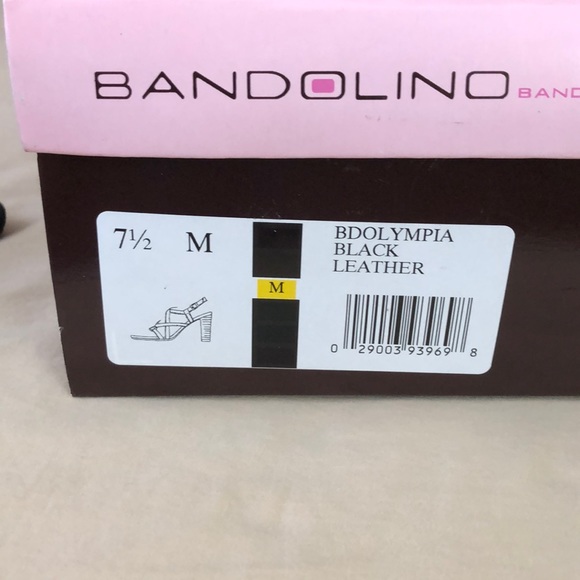 BANDOLINO BAND
7½ M
M
BDOLYMPIA
BLACK
LEATHER
0 29003 93969 8